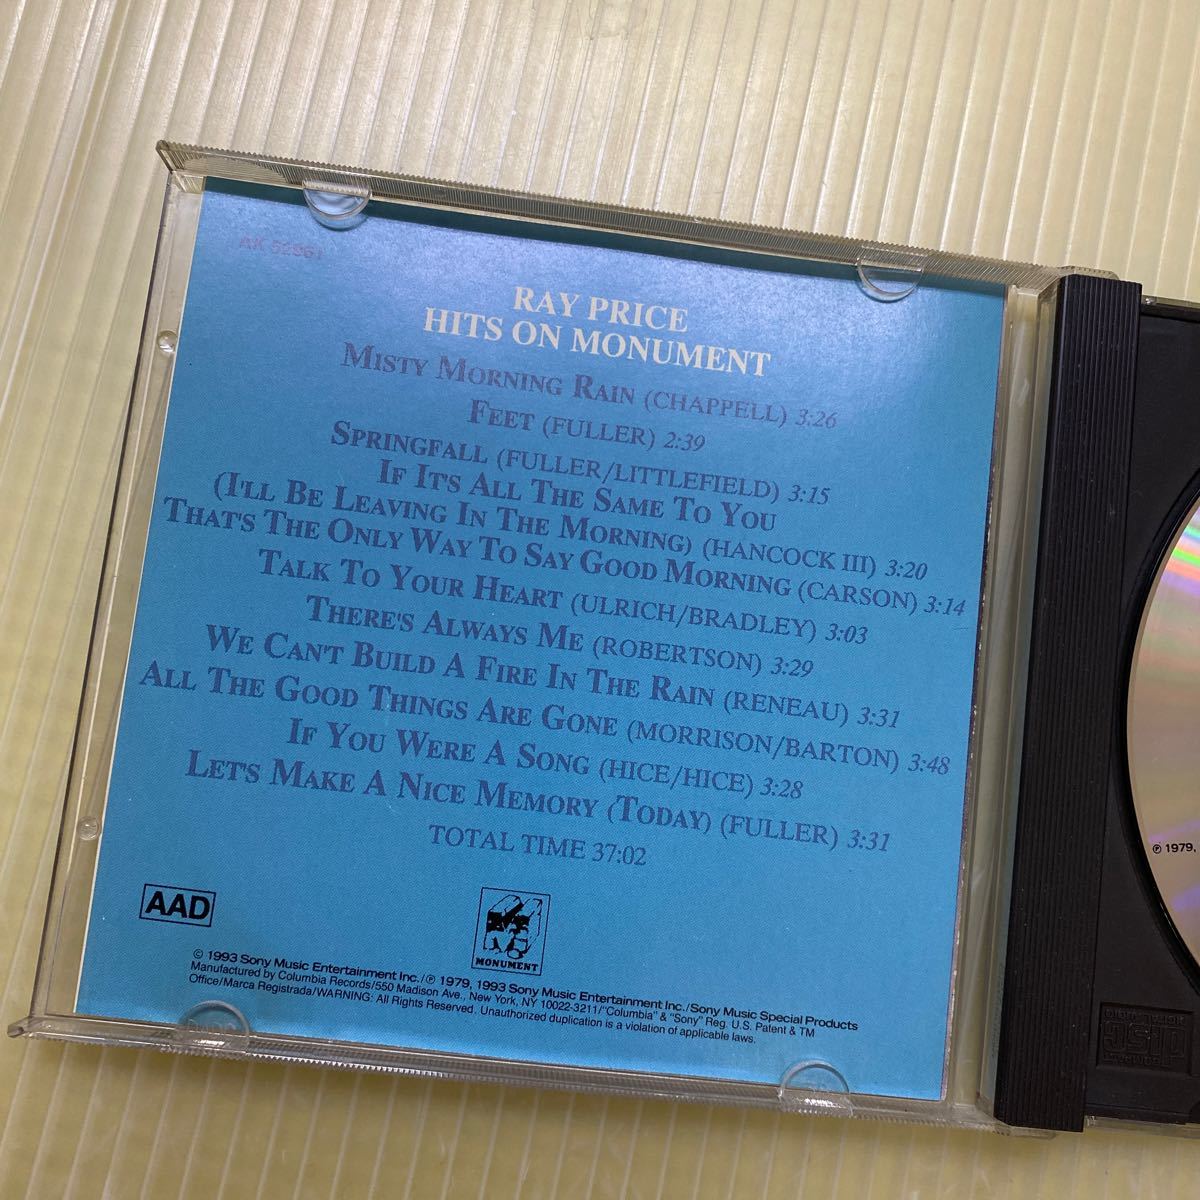 AK 52961
RAY PRICE
HITS ON MONUMENT
MISTY MORNING RAIN (CHAPPELL) 3:26
FEET (FULLER) 2:39
SPRINGFALL (FULLER/LITTLEFIELD) 3:15
IF IT'S ALL THE SAME TO YOU
(I'LL BE LEAVING IN THE MORNING) (HANCOCK III) 3:20
THAT'S THE ONLY WAY TO SAY GOOD MORNING (CARSON) 3:14
TALK TO YOUR HEART (ULRICH/BRADLEY) 3:03
THERE'S ALWAYS ME (ROBERTSON) 3:29
WE CAN'T BUILD A FIRE IN THE RAIN (RENEAU) 3:31
ALL THE GOOD THINGS ARE GONE (MORRISON/BARTON) 3:48
IF YOU WERE A SONG (HICE/HICE) 3:28
LET'S MAKE A NICE MEMORY (TODAY) (FULLER) 3:31
TOTAL TIME 37:02
AAD
MONUMENT
© 1993 Sony Music Entertainment Inc./℗ 1979, 1993 Sony Music Entertainment Inc./Sony Music Special Products
Manufactured by Columbia Records/550 Madison Ave., New York, NY 10022-3211/"Columbia" & "Sony" Reg. U.S. Patent & TM
Office/Marca Registrada/WARNING: All Rights Reserved. Unauthorized duplication is a violation of applicable laws.
℗ 1979,